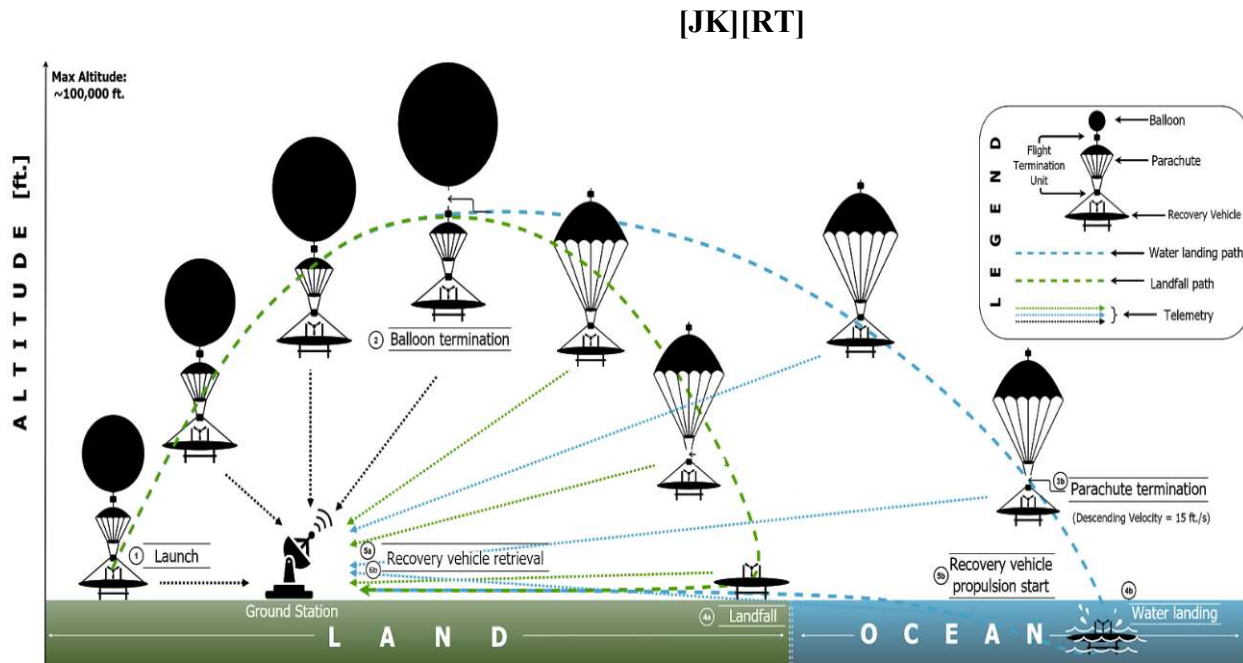 [JK][RT]
Max Altitude:
~100,000 ft.
ALTITUDE [ft.]
LEGEND
Balloon
Flight
Termination
Unit
Parachute
Recovery Vehicle
Water landing path
Landfall path
Telemetry
2 Balloon termination
3b Parachute termination
(Descending Velocity = 15 ft./s)
1 Launch
5a Recovery vehicle retrieval
6b
5b Recovery vehicle
propulsion start
4b
Water landing
Ground Station
4a Landfall
LAND
OCEAN